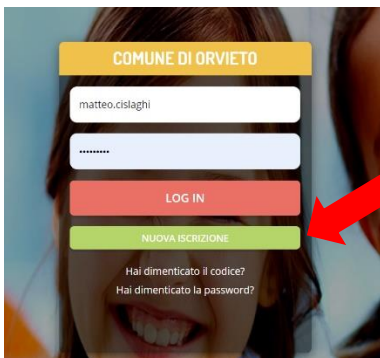 COMUNE DI ORVIETO
matteo.cislaghi
•••••••••
LOG IN
NUOVA ISCRIZIONE
Hai dimenticato il codice?
Hai dimenticato la password?